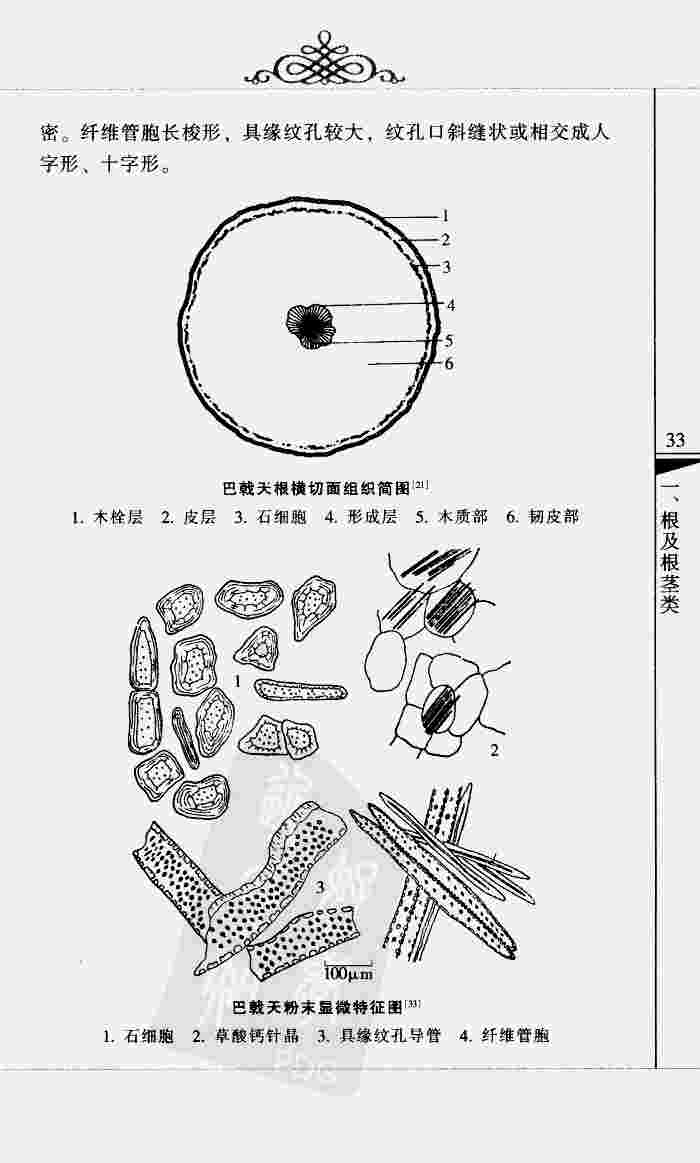 密。纤维管胞长梭形，具缘纹孔较大，纹孔口斜缝状或相交成人
字形、十字形。
1
2
3
4
5
6
巴戟天根横切面组织简图[21]
1. 木栓层 2. 皮层 3. 石细胞 4. 形成层 5. 木质部 6. 韧皮部
1
2
3
100μm
巴戟天粉末显微特征图[33]
1. 石细胞 2. 草酸钙针晶 3. 具缘纹孔导管 4. 纤维管胞
33
一、根及根茎类
PDG